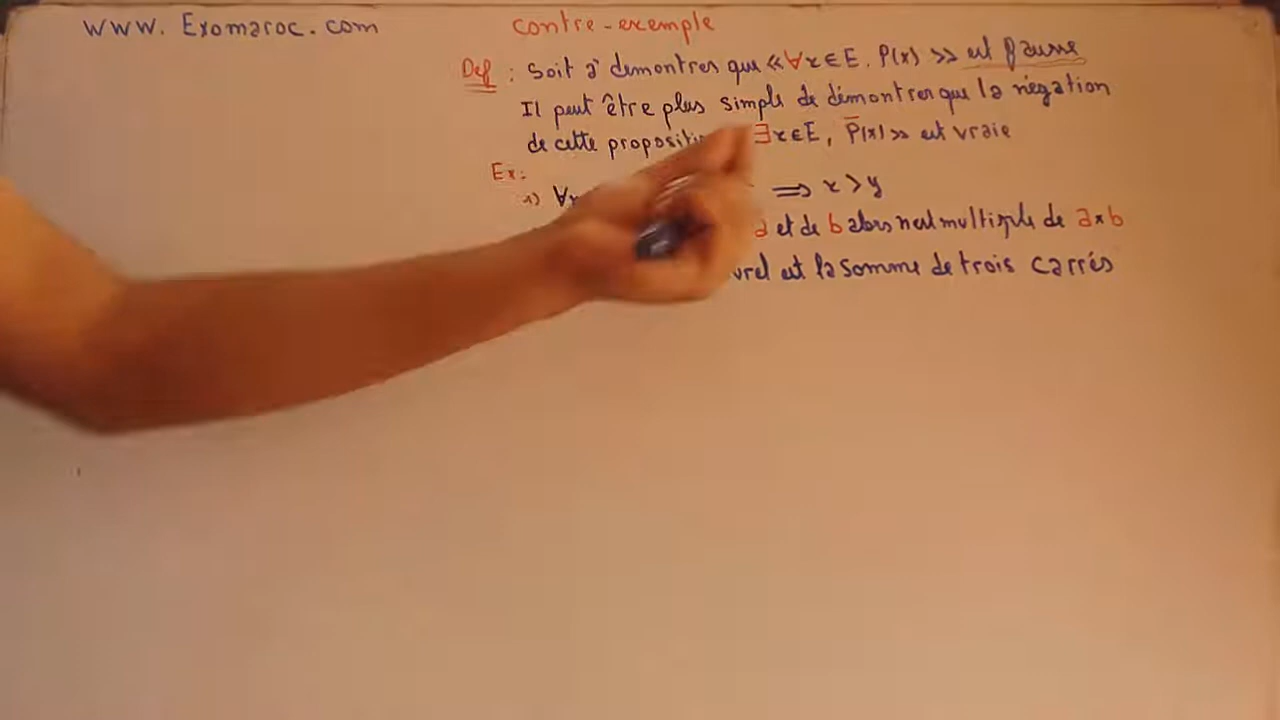 www. Exomaroc. com
contre-exemple
Def : Soit à demontrer que «∀x∈E. P(x) » est fausse
Il peut être plus simple de démontrer que la négation
de cette propositi ∃x∈E, P̅(x)» est vraie
Ex:
1) ∀x ⟹ x > y
a et de b alors n est multiple de a×b
urel est la somme de trois carrés